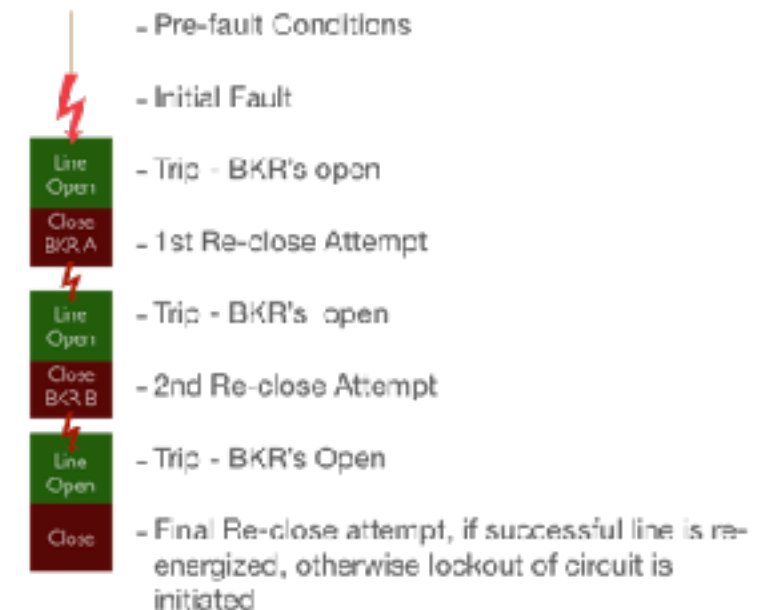 - Pre-fault Conditions
- Initial Fault
Line
Open
- Trip - BKR's open
Close
BKR A
- 1st Re-close Attempt
Line
Open
- Trip - BKR's open
Close
BKR B
- 2nd Re-close Attempt
Line
Open
- Trip - BKR's Open
Close
- Final Re-close attempt, if successful line is re-
energized, otherwise lockout of circuit is
initiated